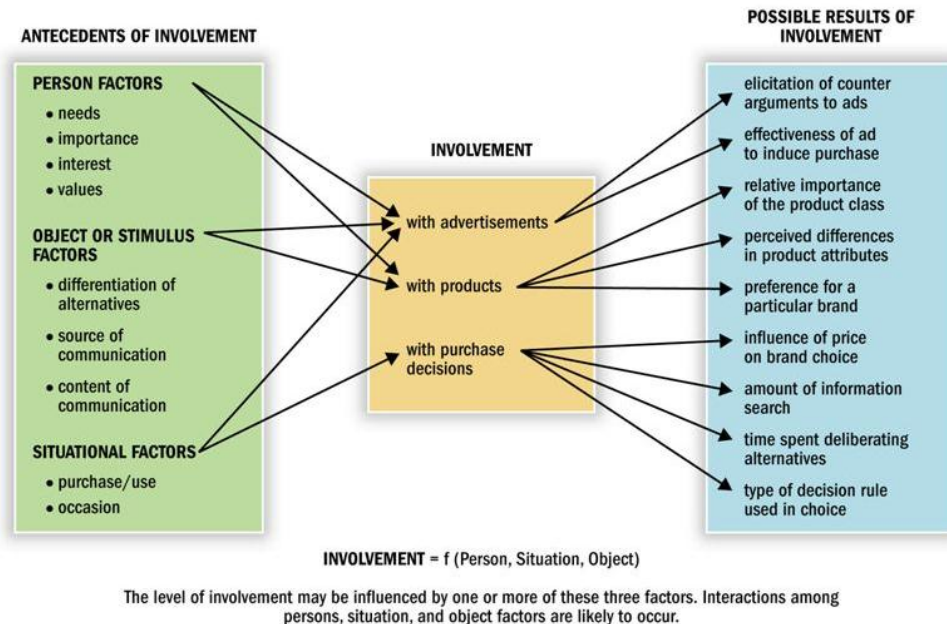 ANTECEDENTS OF INVOLVEMENT
PERSON FACTORS
• needs
• importance
• interest
• values
OBJECT OR STIMULUS
FACTORS
• differentiation of
alternatives
• source of
communication
• content of
communication
SITUATIONAL FACTORS
• purchase/use
• occasion
INVOLVEMENT
with advertisements
with products
with purchase
decisions
POSSIBLE RESULTS OF
INVOLVEMENT
elicitation of counter
arguments to ads
effectiveness of ad
to induce purchase
relative importance
of the product class
perceived differences
in product attributes
preference for a
particular brand
influence of price
on brand choice
amount of information
search
time spent deliberating
alternatives
type of decision rule
used in choice
INVOLVEMENT = f (Person, Situation, Object)
The level of involvement may be influenced by one or more of these three factors. Interactions among
persons, situation, and object factors are likely to occur.